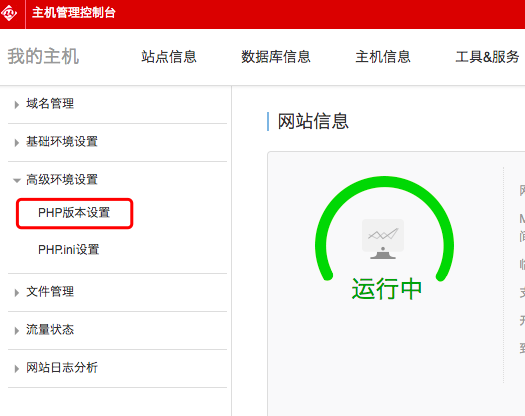 主机管理控制台
我的主机 站点信息 数据库信息 主机信息 工具&服务
域名管理
基础环境设置
高级环境设置
PHP版本设置
PHP.ini设置
文件管理
流量状态
网站日志分析
网站信息
运行中
M
间
临
支
开
到